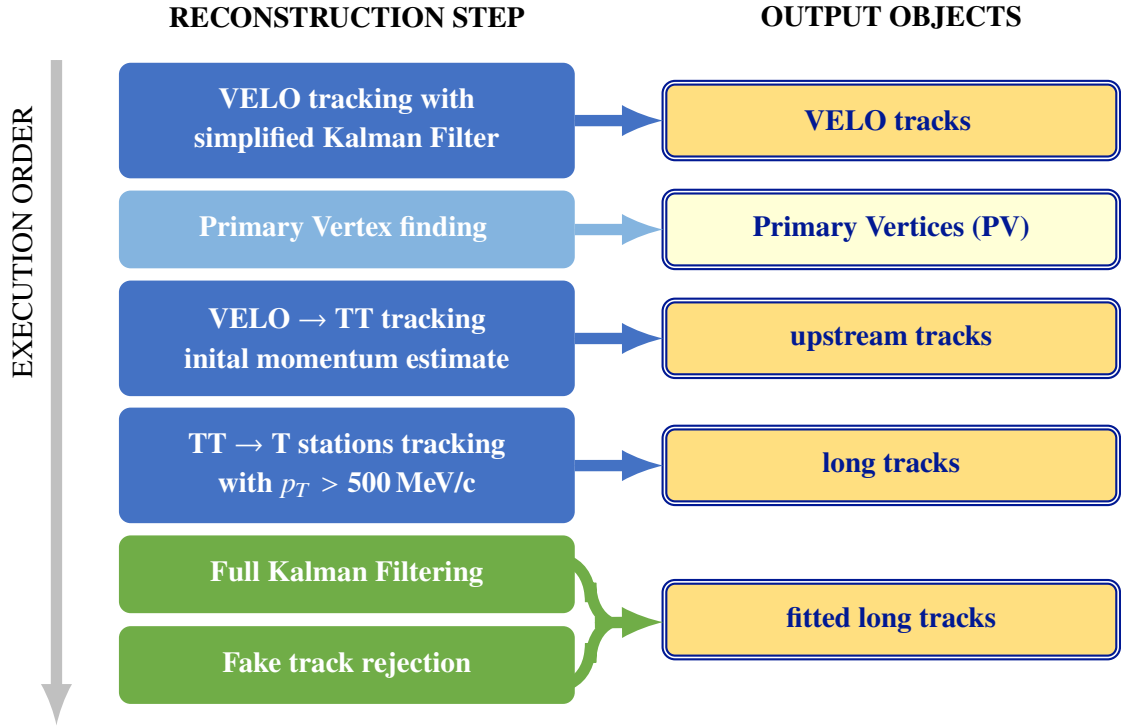 RECONSTRUCTION STEP
OUTPUT OBJECTS
EXECUTION ORDER
VELO tracking with
simplified Kalman Filter
VELO tracks
Primary Vertex finding
Primary Vertices (PV)
VELO → TT tracking
inital momentum estimate
upstream tracks
TT → T stations tracking
with p_T > 500 MeV/c
long tracks
Full Kalman Filtering
Fake track rejection
fitted long tracks